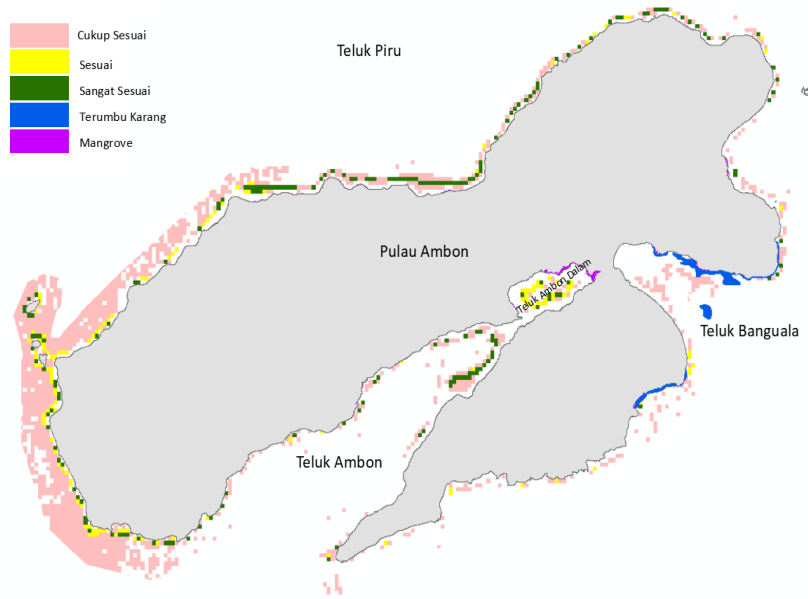 Cukup Sesuai
Sesuai
Sangat Sesuai
Terumbu Karang
Mangrove
Teluk Piru
Pulau Ambon
Teluk Ambon Dalam
Teluk Banguala
Teluk Ambon